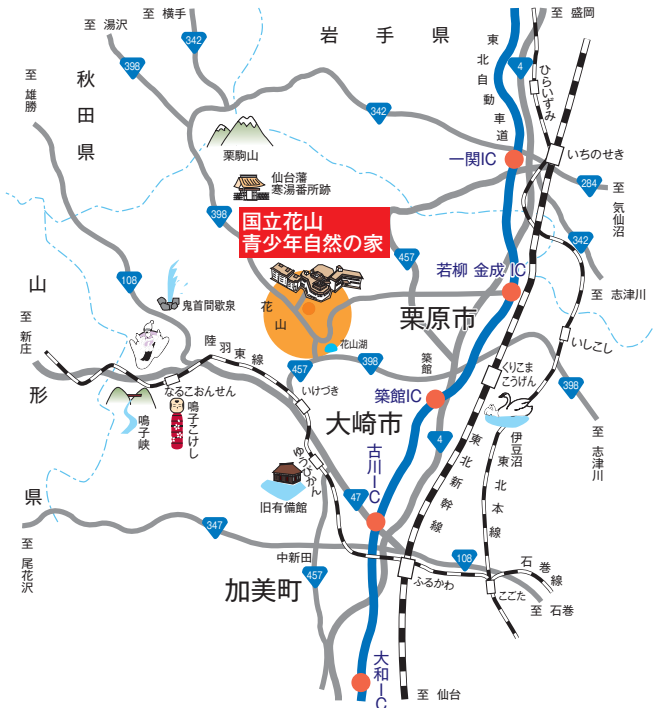 至 横手
至 湯沢
342
398
岩手県
至 盛岡
東北自動車道
4
ひらいずみ
至 雄勝
秋田県
342
栗駒山
一関IC
いちのせき
284
至 気仙沼
仙台藩
寒湯番所跡
398
国立花山
青少年自然の家
457
342
至 志津川
若柳 金成 IC
108
鬼首間歇泉
花山
栗原市
山形県
至 新庄
陸羽東線
花山湖
457
398
築館
いしこし
くりこま
こうげん
398
至 志津川
なるこおんせん
いけづき
築館IC
大崎市
鳴子峡
鳴子こけし
4
伊豆沼
東北新幹線
東北本線
ゆうびかん
古川IC
旧有備館
47
347
至 尾花沢
中新田
108
石巻線
457
加美町
ふるかわ
こごた
至 石巻
大和IC
至 仙台